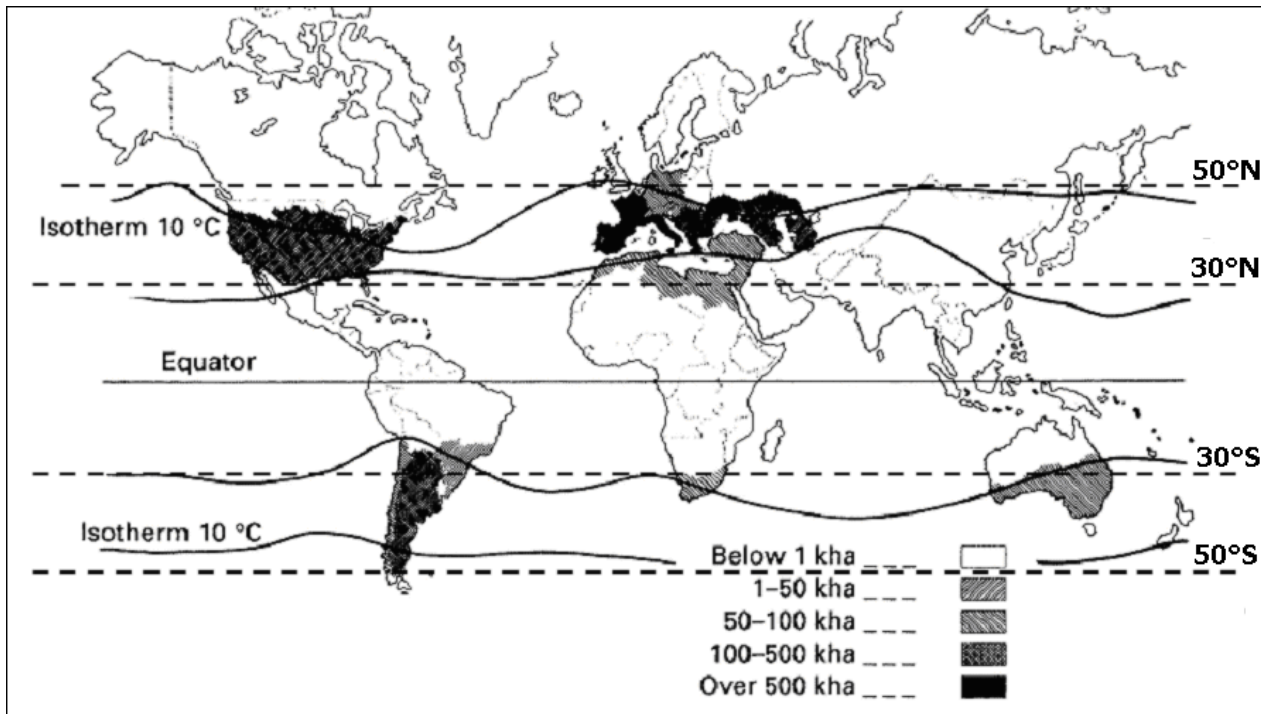 50°N
Isotherm 10 °C
30°N
Equator
30°S
Isotherm 10 °C
50°S
Below 1 kha _ _ _
1–50 kha _ _ _
50–100 kha _ _ _
100–500 kha _ _ _
Over 500 kha _ _ _